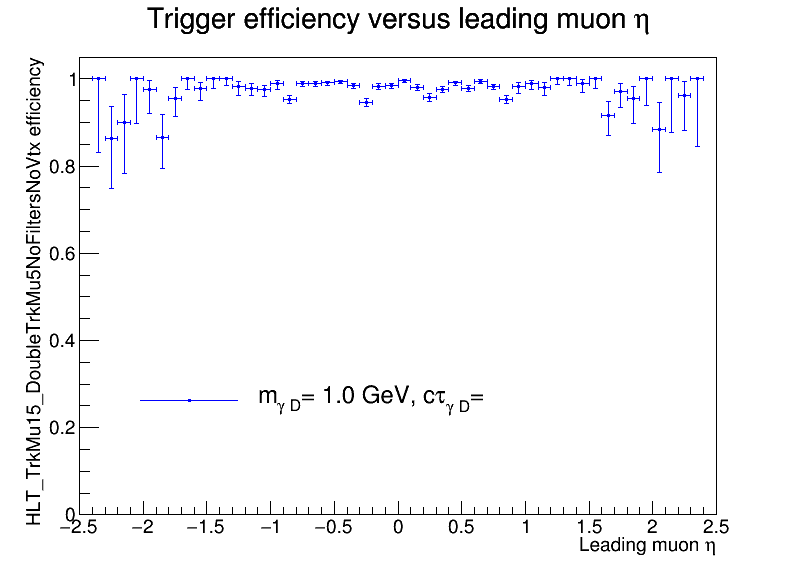 Trigger efficiency versus leading muon η
HLT_TrkMu15_DoubleTrkMu5NoFiltersNoVtx efficiency
1
0.8
0.6
0.4
0.2
0
m_γ D= 1.0 GeV, cτ_γ D=
−2.5 −2 −1.5 −1 −0.5 0 0.5 1 1.5 2 2.5
Leading muon η